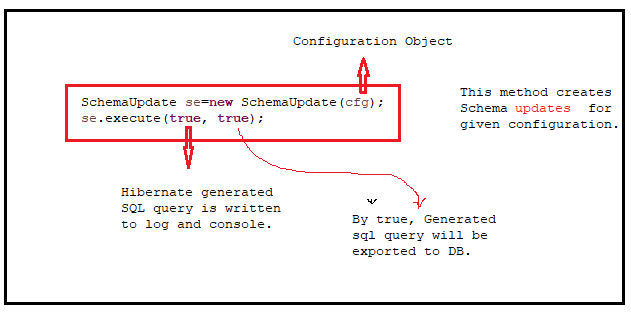 Configuration Object
SchemaUpdate se=new SchemaUpdate(cfg);
se.execute(true, true);
This method creates
Schema updates for
given configuration.
Hibernate generated
SQL query is written
to log and console.
By true, Generated
sql query will be
exported to DB.